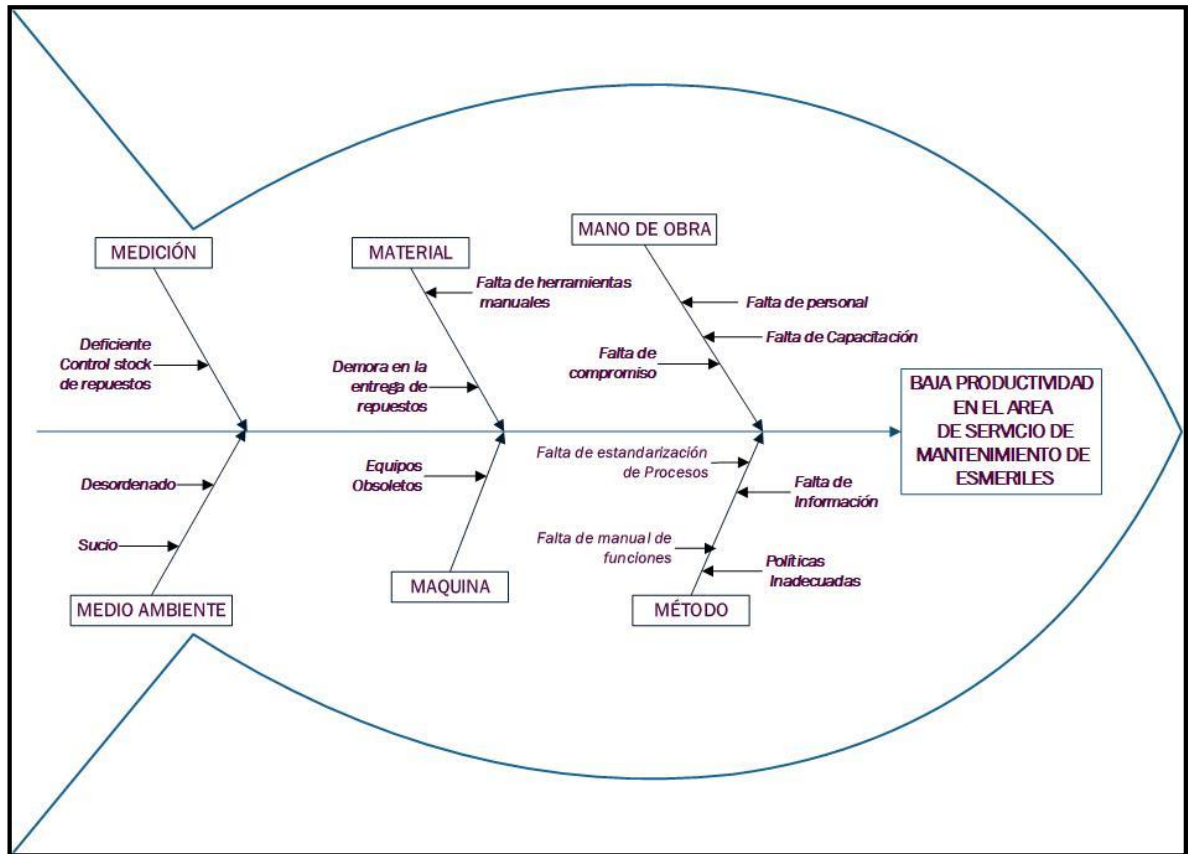 MEDICIÓN
MATERIAL
MANO DE OBRA
Falta de herramientas
manuales
Falta de personal
Falta de Capacitación
Deficiente
Control stock
de repuestos
Demora en la
entrega de
repuestos
Falta de
compromiso
BAJA PRODUCTIVIDAD
EN EL AREA
DE SERVICIO DE
MANTENIMIENTO DE
ESMERILES
Desordenado
Sucio
Equipos
Obsoletos
Falta de estandarización
de Procesos
Falta de
Información
Falta de manual de
funciones
Políticas
Inadecuadas
MEDIO AMBIENTE
MAQUINA
MÉTODO